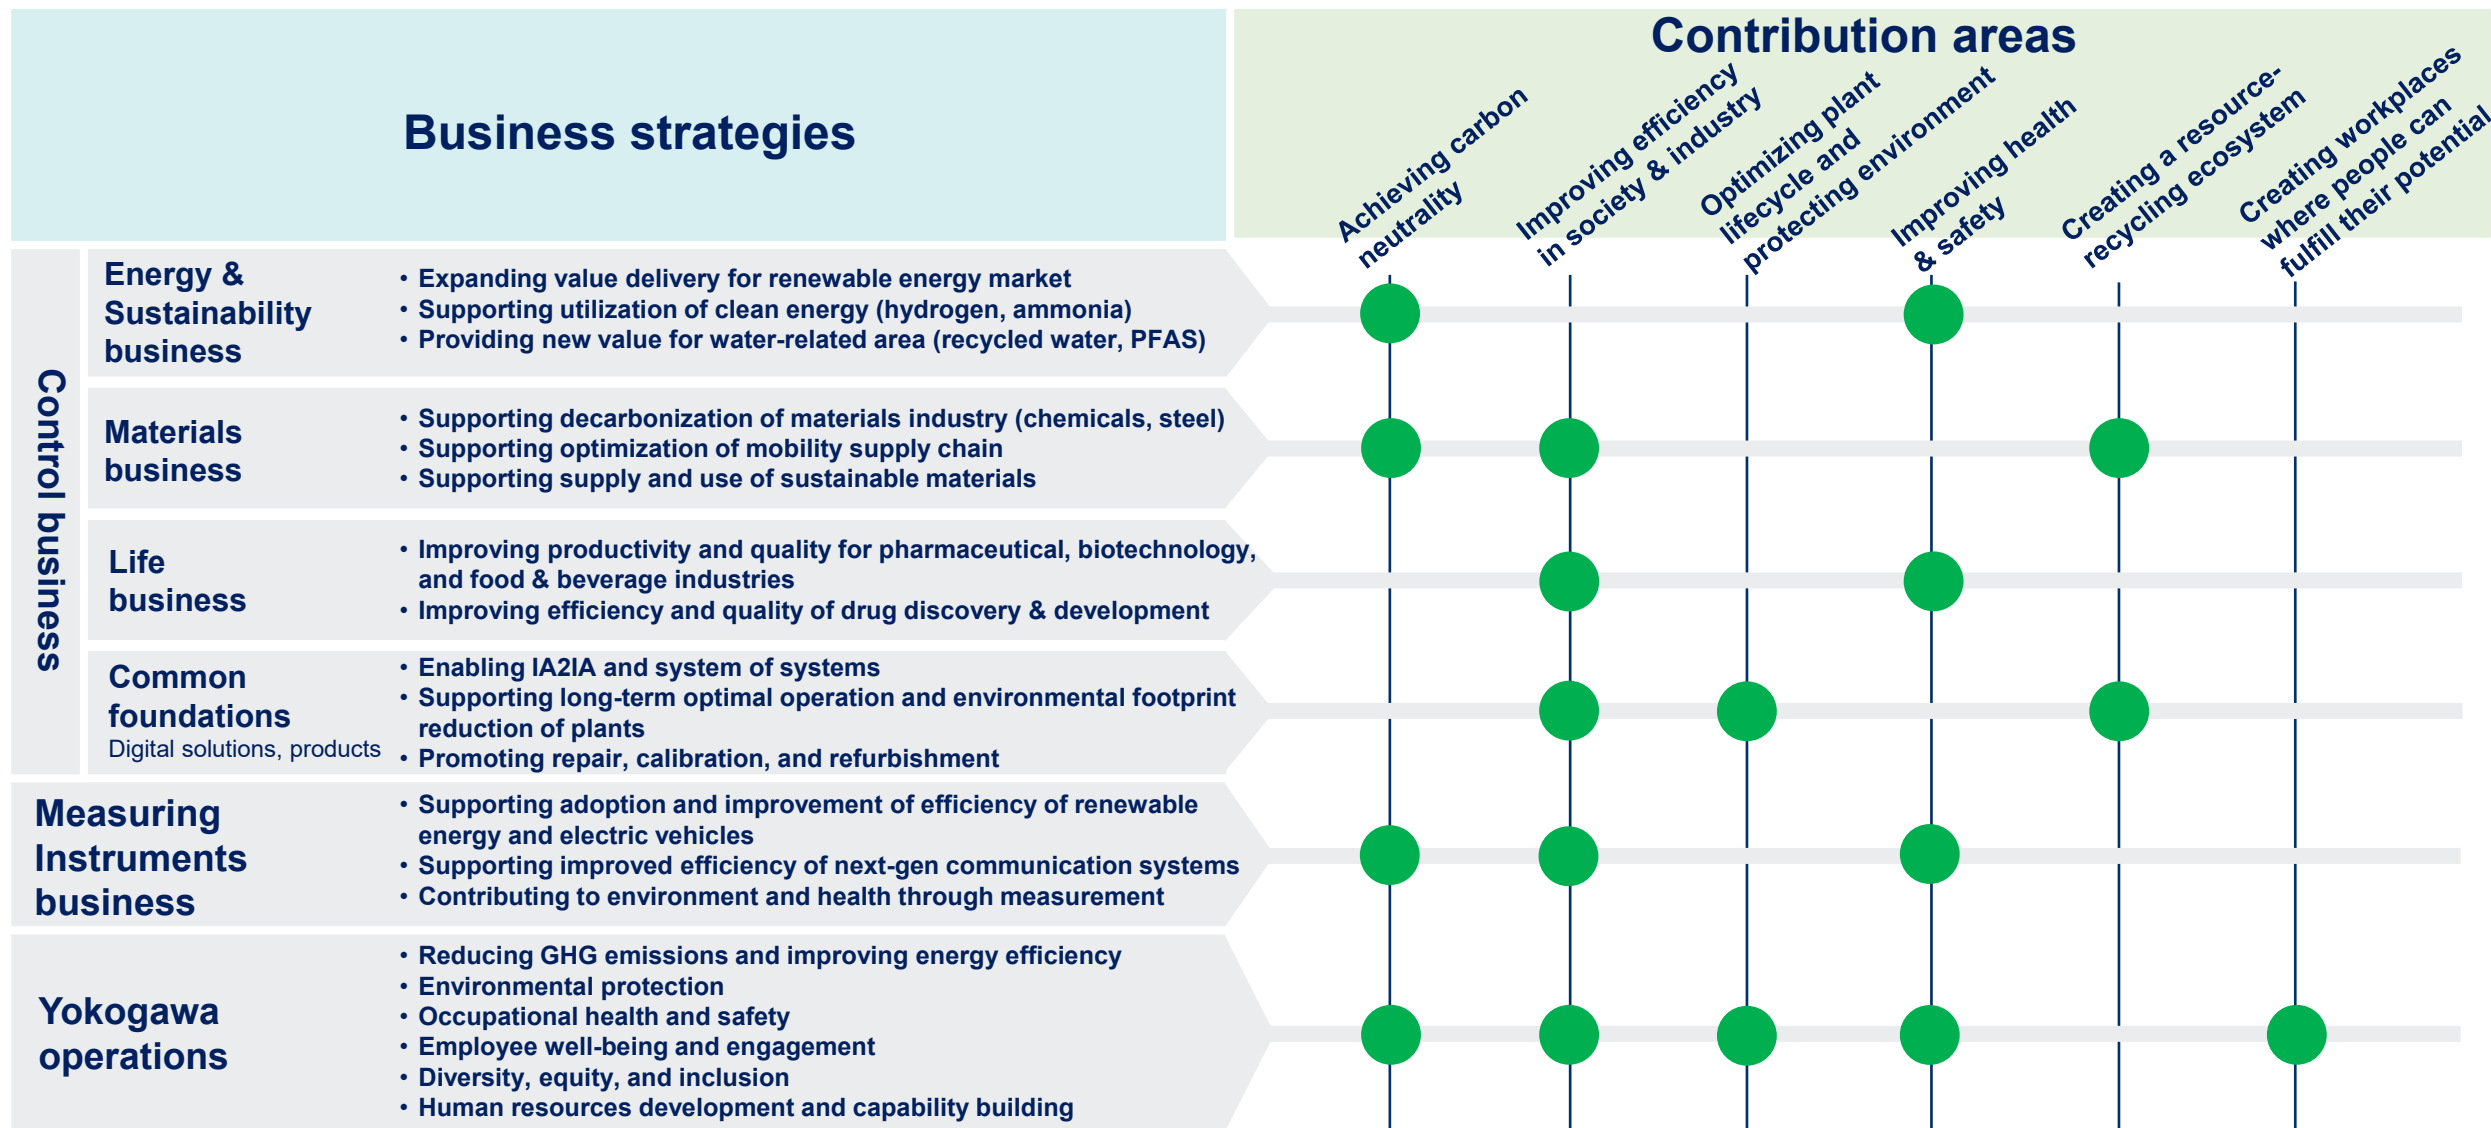 Business strategies
Contribution areas
Achieving carbon
neutrality
Improving efficiency
in society & industry
Optimizing plant
lifecycle and
protecting environment
Improving health
& safety
Creating a resource-
recycling ecosystem
Creating workplaces
where people can
fulfill their potential
Control business
Energy &
Sustainability
business
• Expanding value delivery for renewable energy market
• Supporting utilization of clean energy (hydrogen, ammonia)
• Providing new value for water-related area (recycled water, PFAS)
Materials
business
• Supporting decarbonization of materials industry (chemicals, steel)
• Supporting optimization of mobility supply chain
• Supporting supply and use of sustainable materials
Life
business
• Improving productivity and quality for pharmaceutical, biotechnology,
and food & beverage industries
• Improving efficiency and quality of drug discovery & development
Common
foundations
Digital solutions, products
• Enabling IA2IA and system of systems
• Supporting long-term optimal operation and environmental footprint
reduction of plants
• Promoting repair, calibration, and refurbishment
Measuring
Instruments
business
• Supporting adoption and improvement of efficiency of renewable
energy and electric vehicles
• Supporting improved efficiency of next-gen communication systems
• Contributing to environment and health through measurement
Yokogawa
operations
• Reducing GHG emissions and improving energy efficiency
• Environmental protection
• Occupational health and safety
• Employee well-being and engagement
• Diversity, equity, and inclusion
• Human resources development and capability building